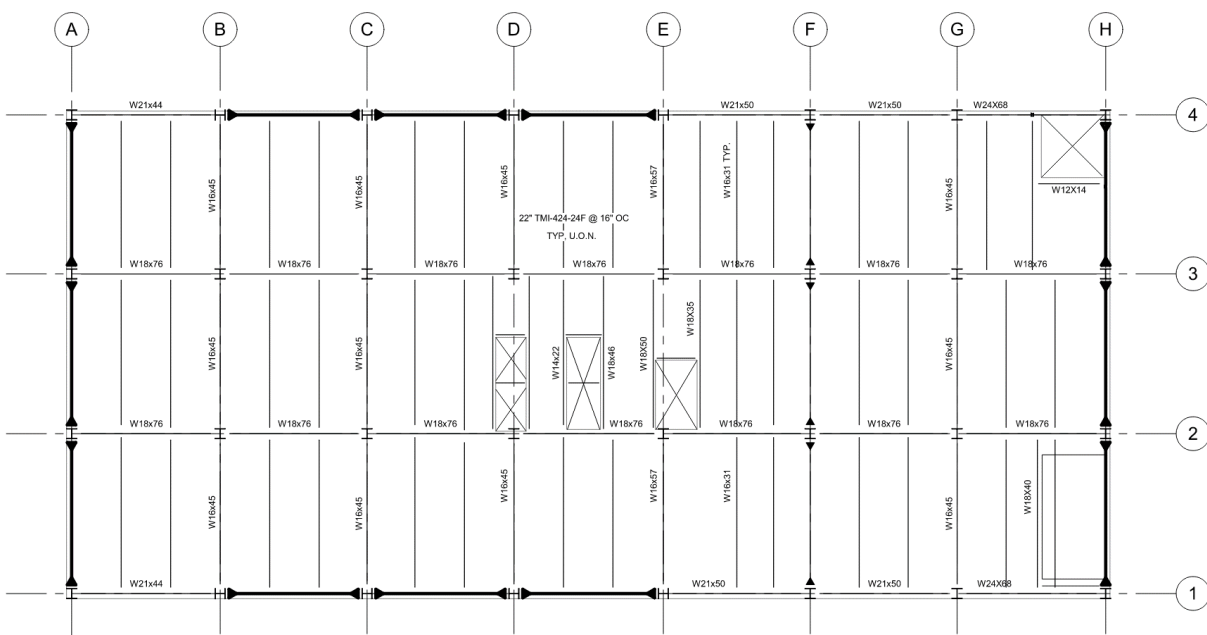 A B C D E F G H
W21x44 W21x50 W21x50 W24X68
4
W16x45 W16x45 W16x45 W16x57 W16x31 TYP. W16x45
W12X14
22" TMI-424-24F @ 16" OC
TYP, U.O.N.
W18x76 W18x76 W18x76 W18x76 W18x76 W18x76 W18x76
3
W16x45 W16x45 W14x22 W18x46 W18X50 W18X35 W16x45
W18x76 W18x76 W18x76 W18x76 W18x76 W18x76 W18x76
2
W16x45 W16x45 W16x45 W16x57 W16x31 W16x45 W18X40
W21x44 W21x50 W21x50 W24X68
1